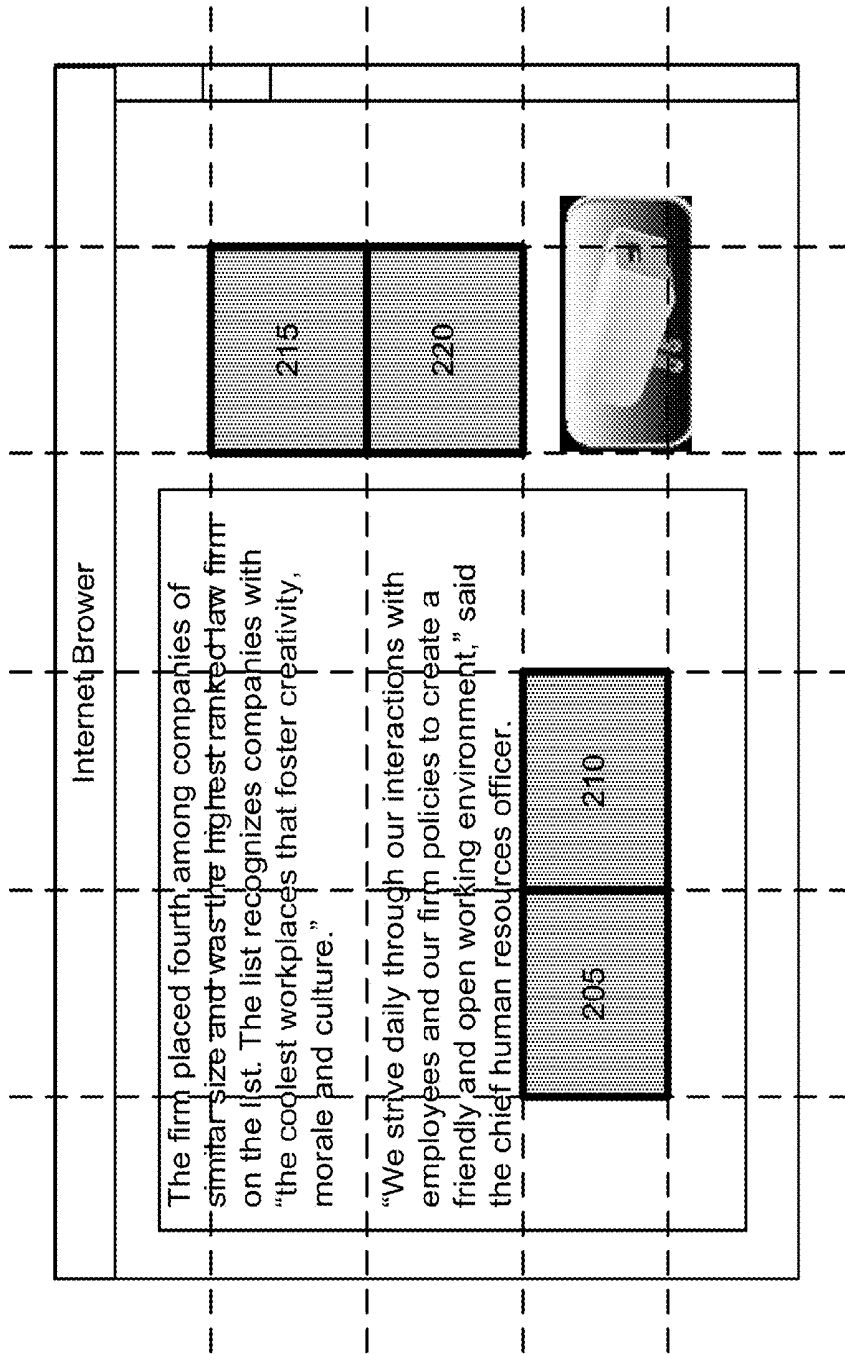 Internet Brower
The firm placed fourth among companies of
similar size and was the highest ranked law firm
on the list. The list recognizes companies with
"the coolest workplaces that foster creativity,
morale and culture."
"We strive daily through our interactions with
employees and our firm policies to create a
friendly and open working environment," said
the chief human resources officer.
205
210
215
220